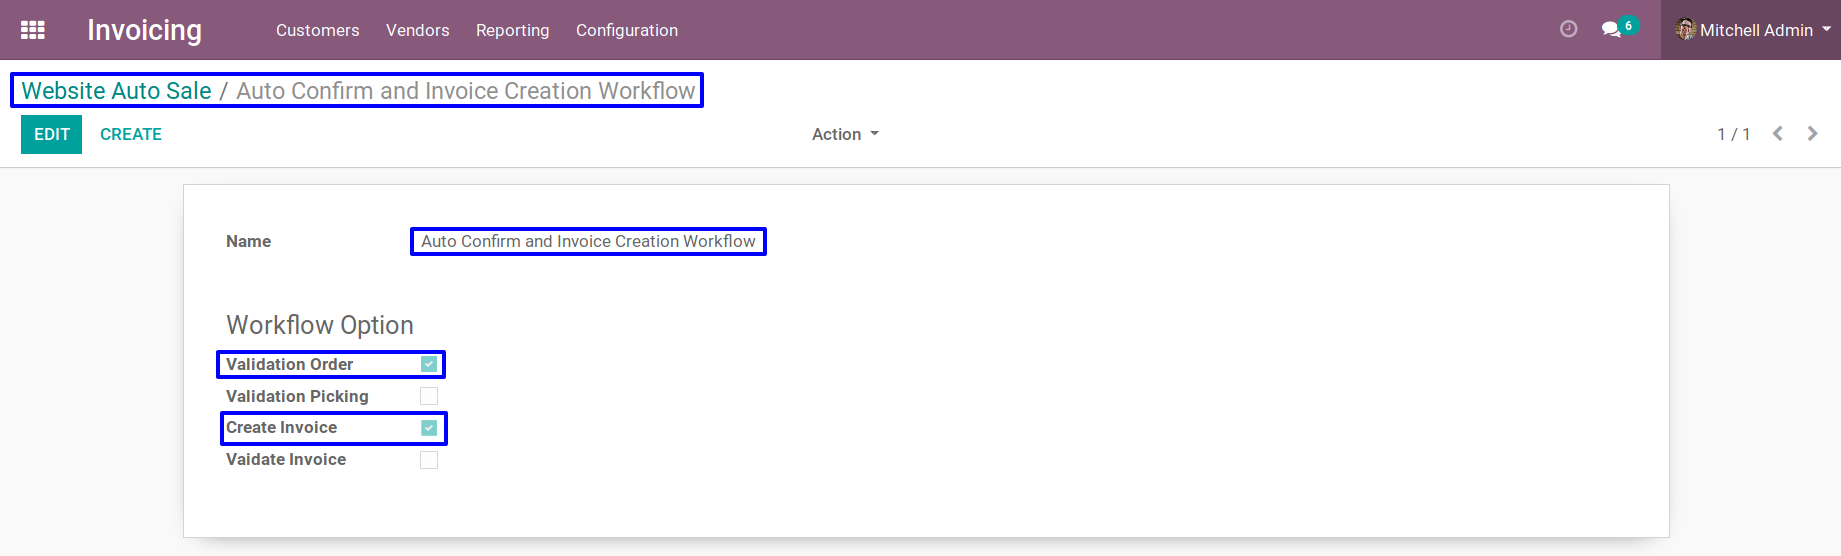 Invoicing Customers Vendors Reporting Configuration 6 Mitchell Admin
Website Auto Sale / Auto Confirm and Invoice Creation Workflow
EDIT CREATE Action 1 / 1
Name Auto Confirm and Invoice Creation Workflow
Workflow Option
Validation Order
Validation Picking
Create Invoice
Vaidate Invoice